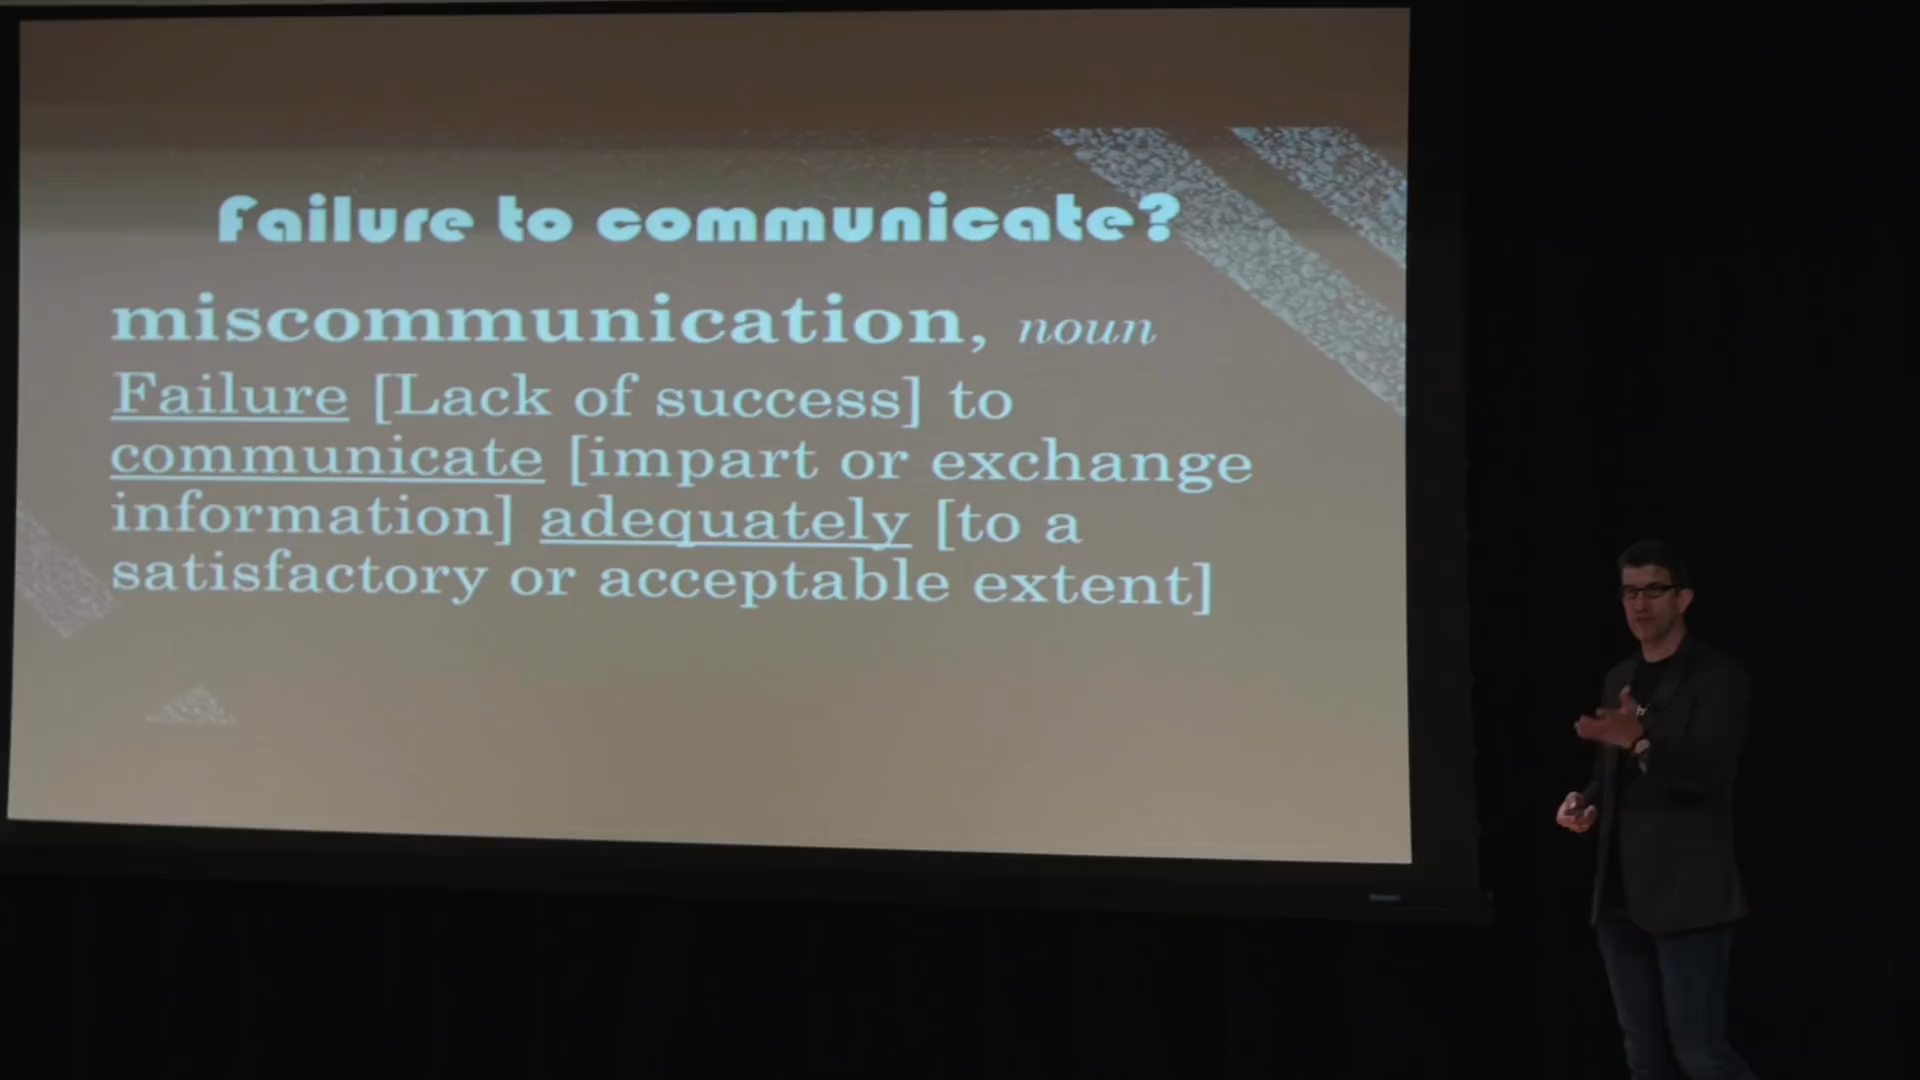 Failure to communicate?
miscommunication, noun
Failure [Lack of success] to
communicate [impart or exchange
information] adequately [to a
satisfactory or acceptable extent]